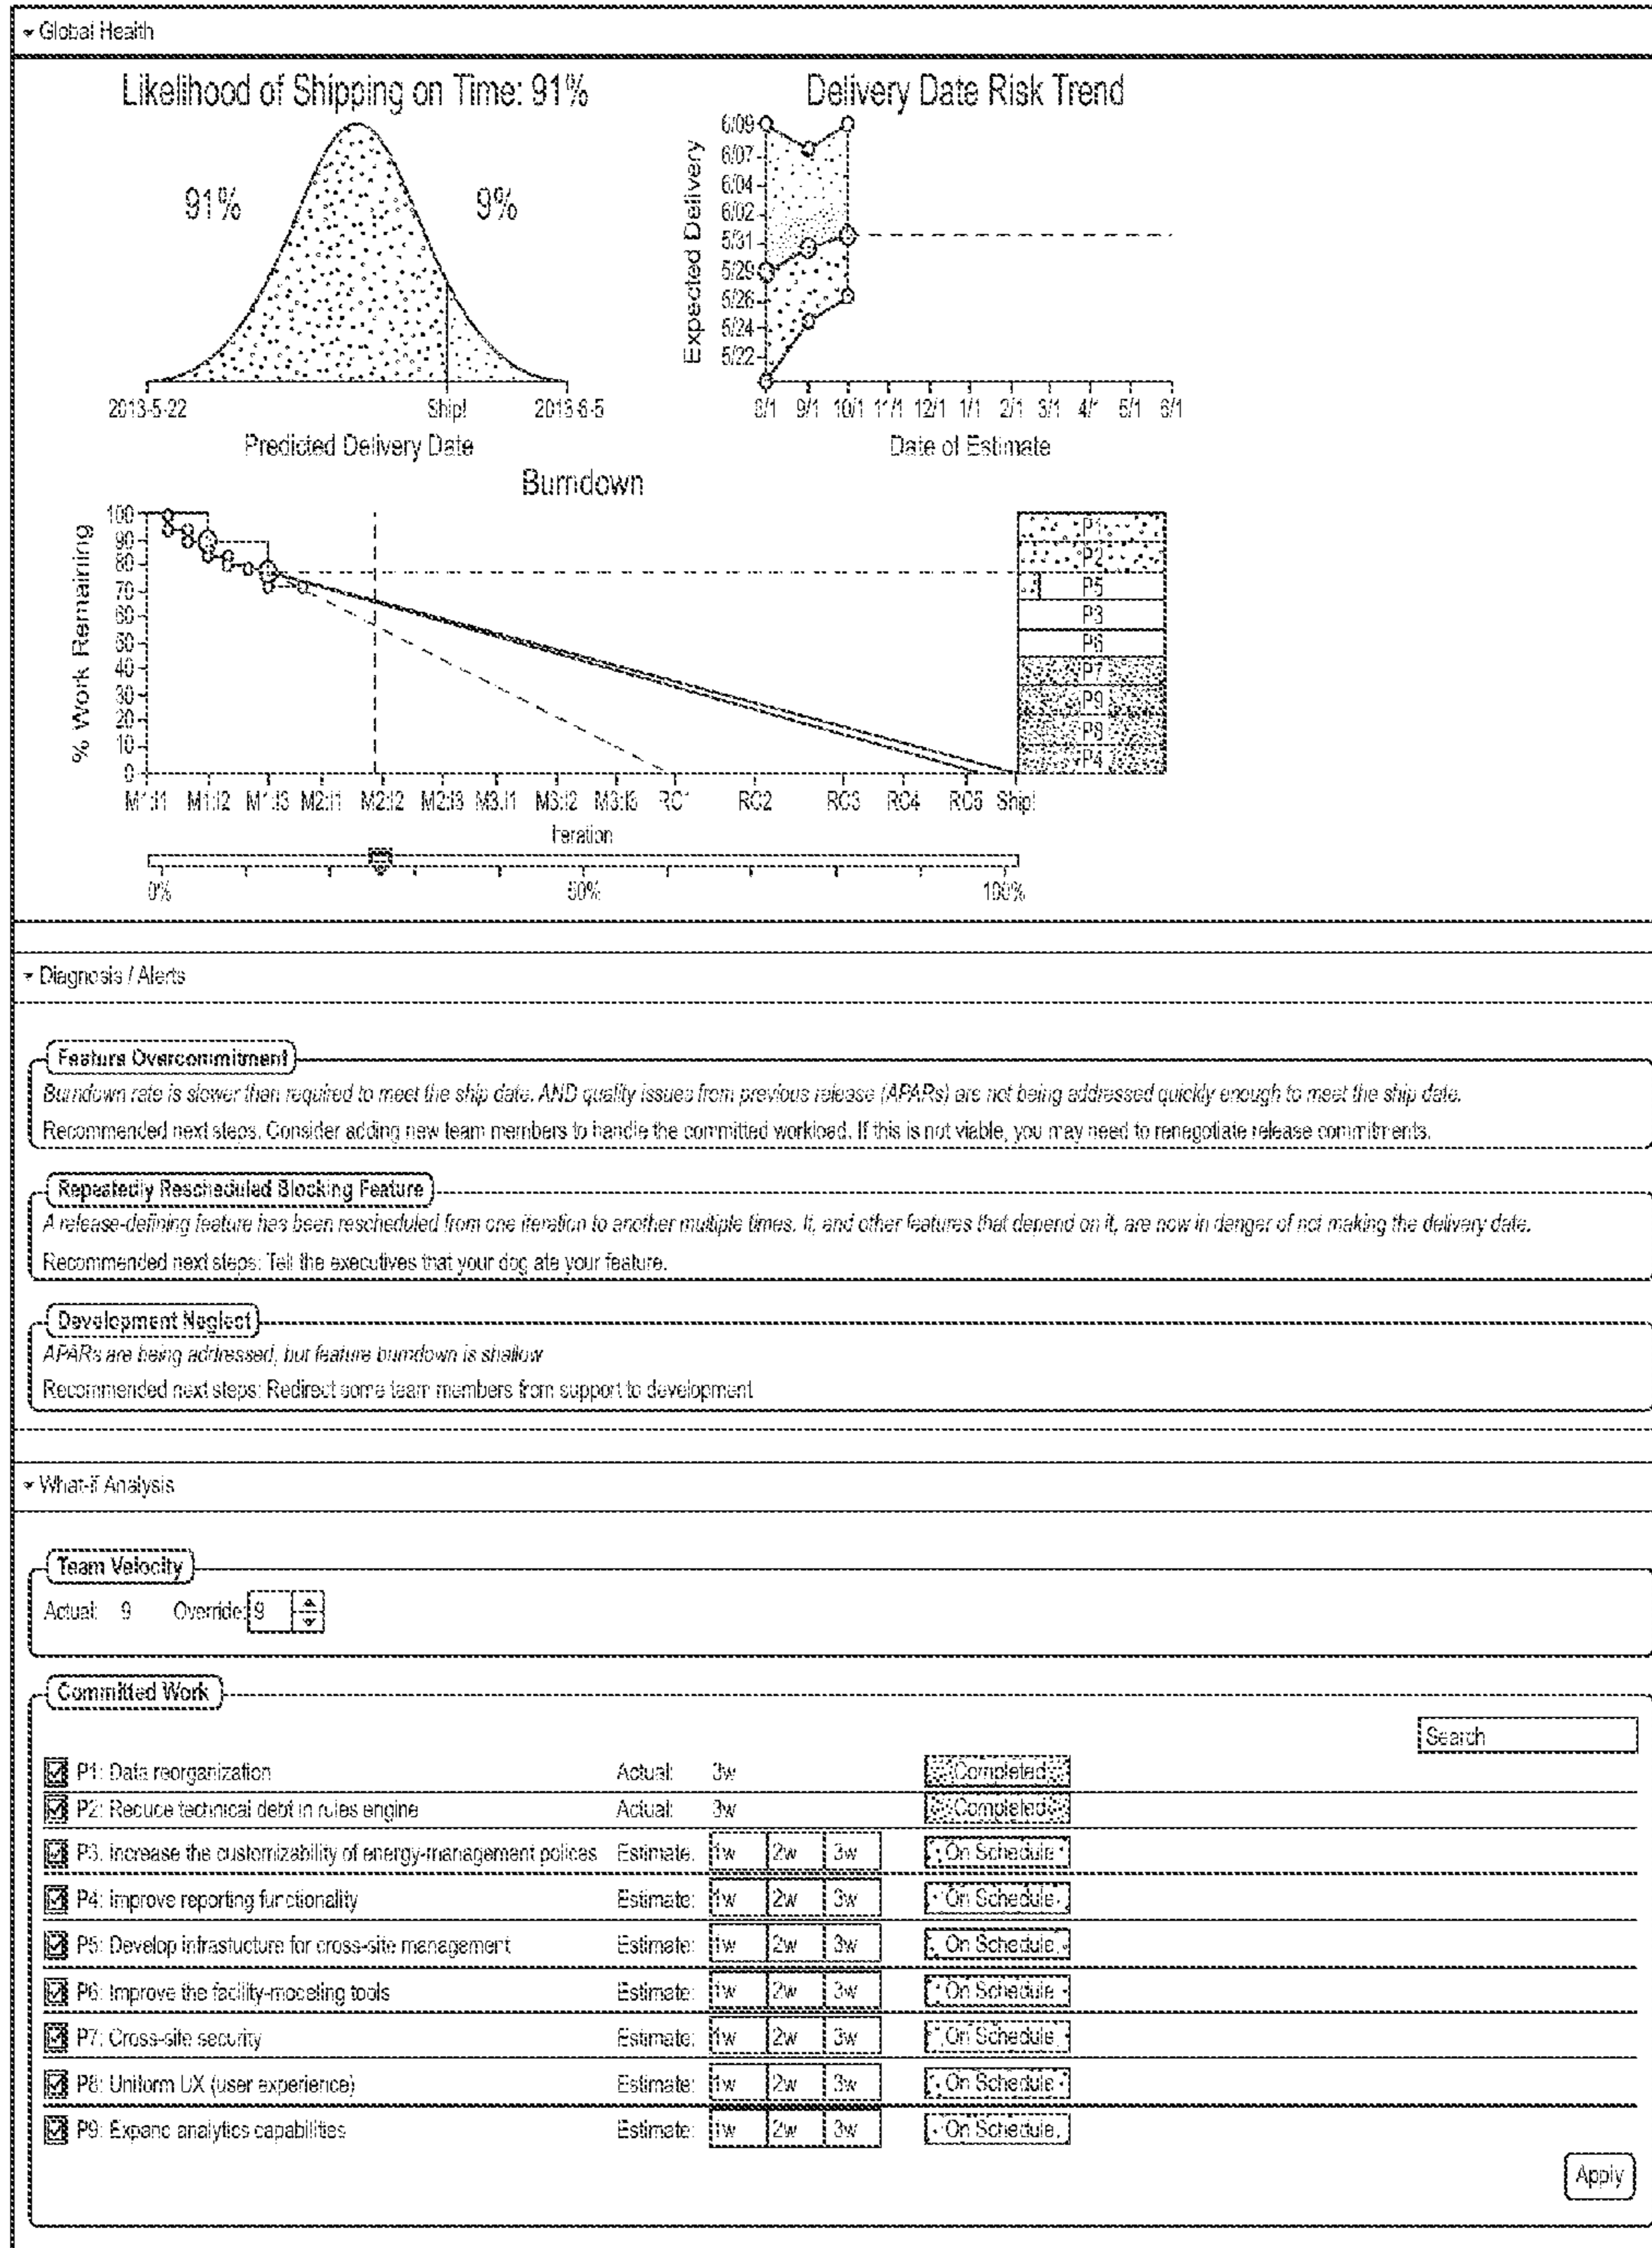 Global Health
Likelihood of Shipping on Time: 91%
Delivery Date Risk Trend
91%
9%
2013-5-22
Ship!
2013-6-5
Predicted Delivery Date
Expected Delivery
6/09
6/07
6/04
6/02
5/31
5/29
5/26
5/24
5/22
8/1 9/1 10/1 11/1 12/1 1/1 2/1 3/1 4/1 5/1 6/1
Date of Estimate
Burndown
% Work Remaining
100
90
80
70
60
50
40
30
20
10
0
P1
P2
P5
P3
P6
P7
P9
P8
P4
M1:I1 M1:I2 M1:I3 M2:I1 M2:I2 M2:I3 M3:I1 M3:I2 M3:I3 RC1 RC2 RC3 RC4 RC5 Ship!
Iteration
0% 50% 100%
Diagnosis / Alerts
Feature Overcommitment
Burndown rate is slower than required to meet the ship date. AND quality issues from previous release (APARs) are not being addressed quickly enough to meet the ship date.
Recommended next steps. Consider adding new team members to handle the committed workload. If this is not viable, you may need to renegotiate release commitments.
Repeatedly Rescheduled Blocking Feature
A release-defining feature has been rescheduled from one iteration to another multiple times. It, and other features that depend on it, are now in danger of not making the delivery date.
Recommended next steps: Tell the executives that your dog ate your feature.
Development Neglect
APARs are being addressed, but feature burndown is shallow
Recommended next steps: Redirect some team members from support to development
What-if Analysis
Team Velocity
Actual: 9 Override: 9
Committed Work
Search
P1: Data reorganization Actual: 3w Completed
P2: Reduce technical debt in rules engine Actual: 3w Completed
P3. Increase the customizability of energy-management polices Estimate. 1w 2w 3w On Schedule
P4: Improve reporting functionality Estimate: 1w 2w 3w On Schedule
P5: Develop infrastucture for cross-site management Estimate: 1w 2w 3w On Schedule
P6: Improve the facility-modeling tools Estimate: 1w 2w 3w On Schedule
P7: Cross-site security Estimate: 1w 2w 3w On Schedule
P8: Uniform UX (user experience) Estimate: 1w 2w 3w On Schedule
P9: Expand analytics capabilities Estimate: 1w 2w 3w On Schedule
Apply